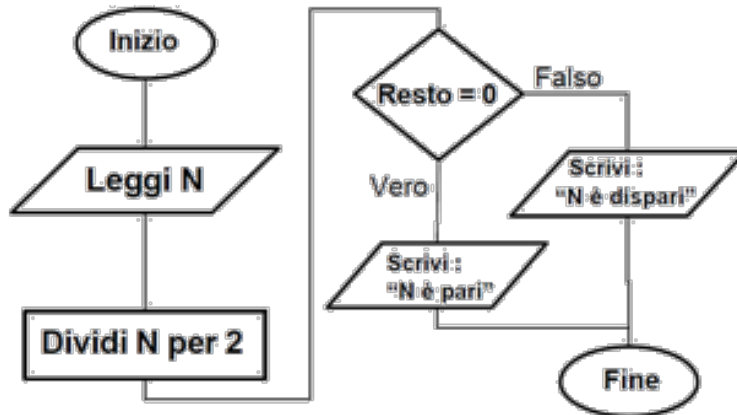 Inizio
Leggi N
Dividi N per 2
Resto = 0
Falso
Vero
Scrivi :
“N è dispari”
Scrivi :
“N è pari”
Fine